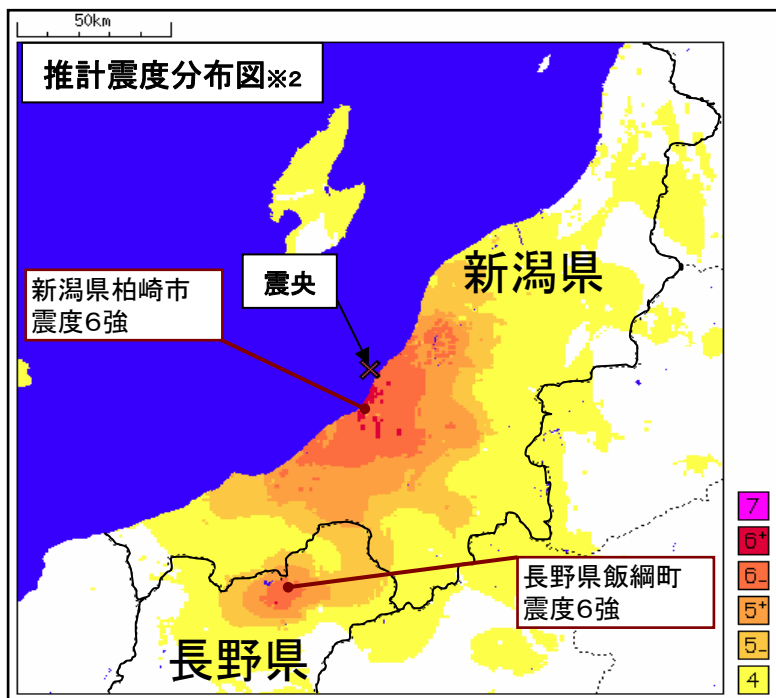 50km
推計震度分布図※2
新潟県
震央
新潟県柏崎市
震度6強
7
6+
6-
5+
5-
4
長野県飯綱町
震度6強
長野県